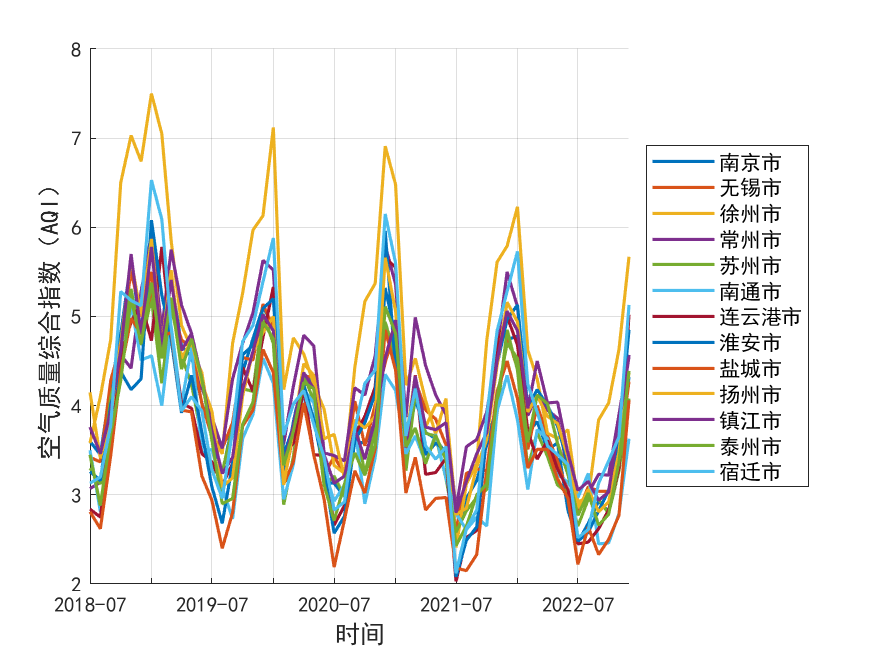 8
7
6
5
4
3
2
空气质量综合指数（AQI）
2018-07
2019-07
2020-07
2021-07
2022-07
时间
南京市
无锡市
徐州市
常州市
苏州市
南通市
连云港市
淮安市
盐城市
扬州市
镇江市
泰州市
宿迁市